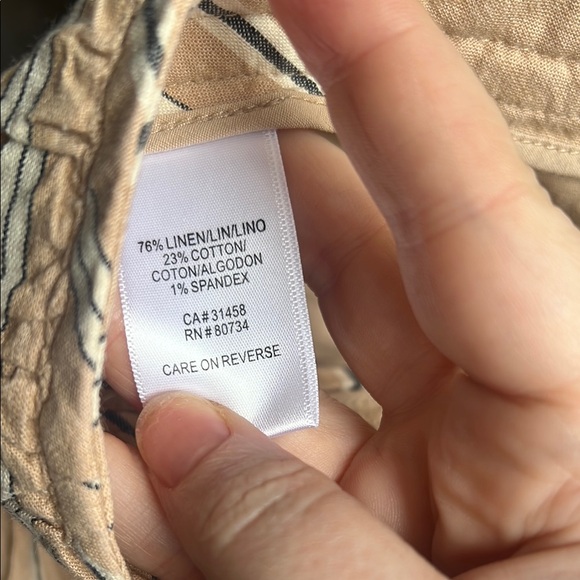 76% LINEN/LIN/LINO
23% COTTON/
COTON/ALGODON
1% SPANDEX
CA# 31458
RN# 80734
CARE ON REVERSE